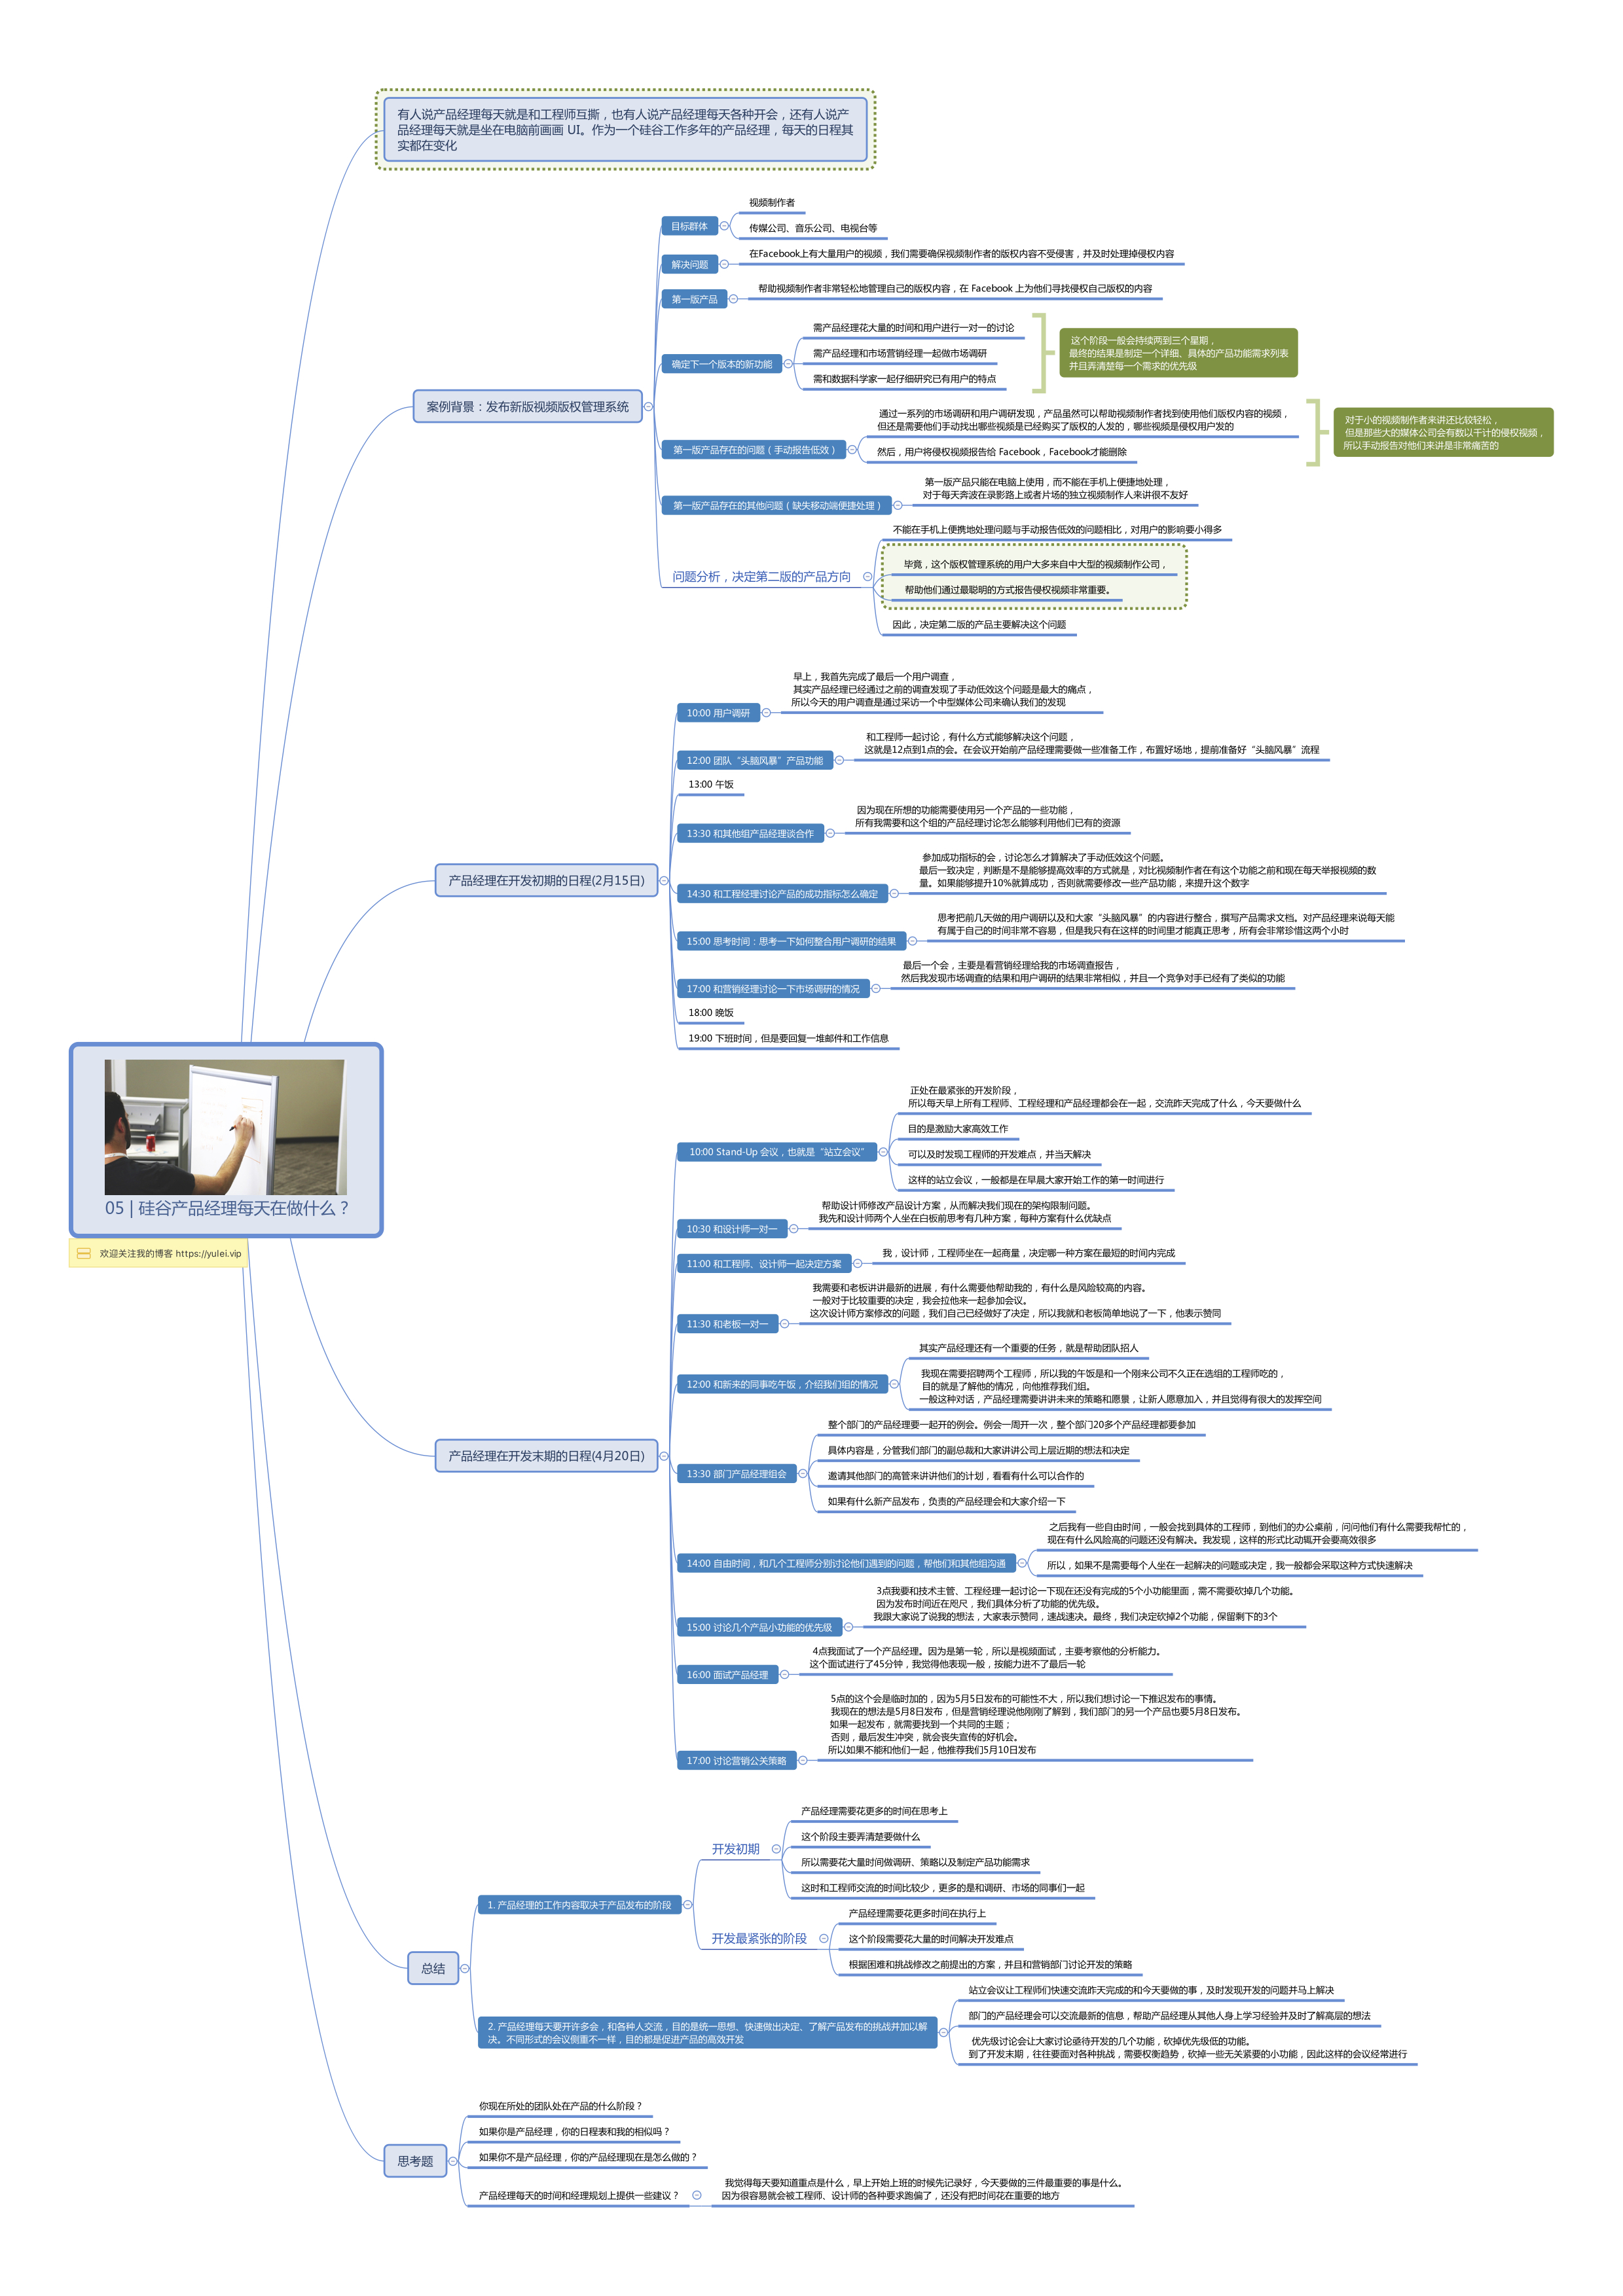 有人说产品经理每天就是和工程师互撕，也有人说产品经理每天各种开会，还有人说产
品经理每天就是坐在电脑前画画 UI。作为一个硅谷工作多年的产品经理，每天的日程其
实都在变化
案例背景：发布新版视频版权管理系统
目标群体
视频制作者
传媒公司、音乐公司、电视台等
解决问题
在Facebook上有大量用户的视频，我们需要确保视频制作者的版权内容不受侵害，并及时处理掉侵权内容
第一版产品
帮助视频制作者非常轻松地管理自己的版权内容，在 Facebook 上为他们寻找侵权自己版权的内容
确定下一个版本的新功能
需产品经理花大量的时间和用户进行一对一的讨论
需产品经理和市场营销经理一起做市场调研
需和数据科学家一起仔细研究已有用户的特点
这个阶段一般会持续两到三个星期，
最终的结果是制定一个详细、具体的产品功能需求列表
并且弄清楚每一个需求的优先级
第一版产品存在的问题（手动报告低效）
通过一系列的市场调研和用户调研发现，产品虽然可以帮助视频制作者找到使用他们版权内容的视频，
但还是需要他们手动找出哪些视频是已经购买了版权的人发的，哪些视频是侵权用户发的
然后，用户将侵权视频报告给 Facebook，Facebook才能删除
对于小的视频制作者来讲还比较轻松，
但是那些大的媒体公司会有数以千计的侵权视频，
所以手动报告对他们来讲是非常痛苦的
第一版产品存在的其他问题（缺失移动端便捷处理）
第一版产品只能在电脑上使用，而不能在手机上便捷地处理，
对于每天奔波在录影路上或者片场的独立视频制作人来讲很不友好
问题分析，决定第二版的产品方向
不能在手机上便携地处理问题与手动报告低效的问题相比，对用户的影响要小得多
毕竟，这个版权管理系统的用户大多来自中大型的视频制作公司，
帮助他们通过最聪明的方式报告侵权视频非常重要。
因此，决定第二版的产品主要解决这个问题
产品经理在开发初期的日程(2月15日)
10:00 用户调研
早上，我首先完成了最后一个用户调查，
其实产品经理已经通过之前的调查发现了手动低效这个问题是最大的痛点，
所以今天的用户调查是通过采访一个中型媒体公司来确认我们的发现
12:00 团队“头脑风暴”产品功能
和工程师一起讨论，有什么方式能够解决这个问题，
这就是12点到1点的会。在会议开始前产品经理需要做一些准备工作，布置好场地，提前准备好“头脑风暴”流程
13:00 午饭
13:30 和其他组产品经理谈合作
因为现在所想的功能需要使用另一个产品的一些功能，
所有我需要和这个组的产品经理讨论怎么能够利用他们已有的资源
14:30 和工程经理讨论产品的成功指标怎么确定
参加成功指标的会，讨论怎么才算解决了手动低效这个问题。
最后一致决定，判断是不是能够提高效率的方式就是，对比视频制作者在有这个功能之前和现在每天举报视频的数
量。如果能够提升10%就算成功，否则就需要修改一些产品功能，来提升这个数字
15:00 思考时间：思考一下如何整合用户调研的结果
思考把前几天做的用户调研以及和大家“头脑风暴”的内容进行整合，撰写产品需求文档。对产品经理来说每天能
有属于自己的时间非常不容易，但是我只有在这样的时间里才能真正思考，所有会非常珍惜这两个小时
17:00 和营销经理讨论一下市场调研的情况
最后一个会，主要是看营销经理给我的市场调查报告，
然后我发现市场调查的结果和用户调研的结果非常相似，并且一个竞争对手已经有了类似的功能
18:00 晚饭
19:00 下班时间，但是要回复一堆邮件和工作信息
05 | 硅谷产品经理每天在做什么？
欢迎关注我的博客 https://yulei.vip
产品经理在开发末期的日程(4月20日)
10:00 Stand-Up 会议，也就是“站立会议”
正处在最紧张的开发阶段，
所以每天早上所有工程师、工程经理和产品经理都会在一起，交流昨天完成了什么，今天要做什么
目的是激励大家高效工作
可以及时发现工程师的开发难点，并当天解决
这样的站立会议，一般都是在早晨大家开始工作的第一时间进行
10:30 和设计师一对一
帮助设计师修改产品设计方案，从而解决我们现在的架构限制问题。
我先和设计师两个人坐在白板前思考有几种方案，每种方案有什么优缺点
11:00 和工程师、设计师一起决定方案
我，设计师，工程师坐在一起商量，决定哪一种方案在最短的时间内完成
11:30 和老板一对一
我需要和老板讲讲最新的进展，有什么需要他帮助我的，有什么是风险较高的内容。
一般对于比较重要的决定，我会拉他来一起参加会议。
这次设计师方案修改的问题，我们自己已经做好了决定，所以我就和老板简单地说了一下，他表示赞同
12:00 和新来的同事吃午饭，介绍我们组的情况
其实产品经理还有一个重要的任务，就是帮助团队招人
我现在需要招聘两个工程师，所以我的午饭是和一个刚来公司不久正在选组的工程师吃的，
目的就是了解他的情况，向他推荐我们组。
一般这种对话，产品经理需要讲讲未来的策略和愿景，让新人愿意加入，并且觉得有很大的发挥空间
13:30 部门产品经理组会
整个部门的产品经理要一起开的例会。例会一周开一次，整个部门20多个产品经理都要参加
具体内容是，分管我们部门的副总裁和大家讲讲公司上层近期的想法和决定
邀请其他部门的高管来讲讲他们的计划，看看有什么可以合作的
如果有什么新产品发布，负责的产品经理会和大家介绍一下
14:00 自由时间，和几个工程师分别讨论他们遇到的问题，帮他们和其他组沟通
之后我有一些自由时间，一般会找到具体的工程师，到他们的办公桌前，问问他们有什么需要我帮忙的，
现在有什么风险高的问题还没有解决。我发现，这样的形式比动辄开会要高效很多
所以，如果不是需要每个人坐在一起解决的问题或决定，我一般都会采取这种方式快速解决
15:00 讨论几个产品小功能的优先级
3点我要和技术主管、工程经理一起讨论一下现在还没有完成的5个小功能里面，需不需要砍掉几个功能。
因为发布时间近在咫尺，我们具体分析了功能的优先级。
我跟大家说了说我的想法，大家表示赞同，速战速决。最终，我们决定砍掉2个功能，保留剩下的3个
16:00 面试产品经理
4点我面试了一个产品经理。因为是第一轮，所以是视频面试，主要考察他的分析能力。
这个面试进行了45分钟，我觉得他表现一般，按能力进不了最后一轮
17:00 讨论营销公关策略
5点的这个会是临时加的，因为5月5日发布的可能性不大，所以我们想讨论一下推迟发布的事情。
我现在的想法是5月8日发布，但是营销经理说他刚刚了解到，我们部门的另一个产品也要5月8日发布。
如果一起发布，就需要找到一个共同的主题；
否则，最后发生冲突，就会丧失宣传的好机会。
所以如果不能和他们一起，他推荐我们5月10日发布
总结
1. 产品经理的工作内容取决于产品发布的阶段
开发初期
产品经理需要花更多的时间在思考上
这个阶段主要弄清楚要做什么
所以需要花大量时间做调研、策略以及制定产品功能需求
这时和工程师交流的时间比较少，更多的是和调研、市场的同事们一起
开发最紧张的阶段
产品经理需要花更多时间在执行上
这个阶段需要花大量的时间解决开发难点
根据困难和挑战修改之前提出的方案，并且和营销部门讨论开发的策略
2. 产品经理每天要开许多会，和各种人交流，目的是统一思想、快速做出决定、了解产品发布的挑战并加以解
决。不同形式的会议侧重不一样，目的都是促进产品的高效开发
站立会议让工程师们快速交流昨天完成的和今天要做的事，及时发现开发的问题并马上解决
部门的产品经理会可以交流最新的信息，帮助产品经理从其他人身上学习经验并及时了解高层的想法
优先级讨论会让大家讨论亟待开发的几个功能，砍掉优先级低的功能。
到了开发末期，往往要面对各种挑战，需要权衡趋势，砍掉一些无关紧要的小功能，因此这样的会议经常进行
思考题
你现在所处的团队处在产品的什么阶段？
如果你是产品经理，你的日程表和我的相似吗？
如果你不是产品经理，你的产品经理现在是怎么做的？
产品经理每天的时间和经理规划上提供一些建议？
我觉得每天要知道重点是什么，早上开始上班的时候先记录好，今天要做的三件最重要的事是什么。
因为很容易就会被工程师、设计师的各种要求跑偏了，还没有把时间花在重要的地方